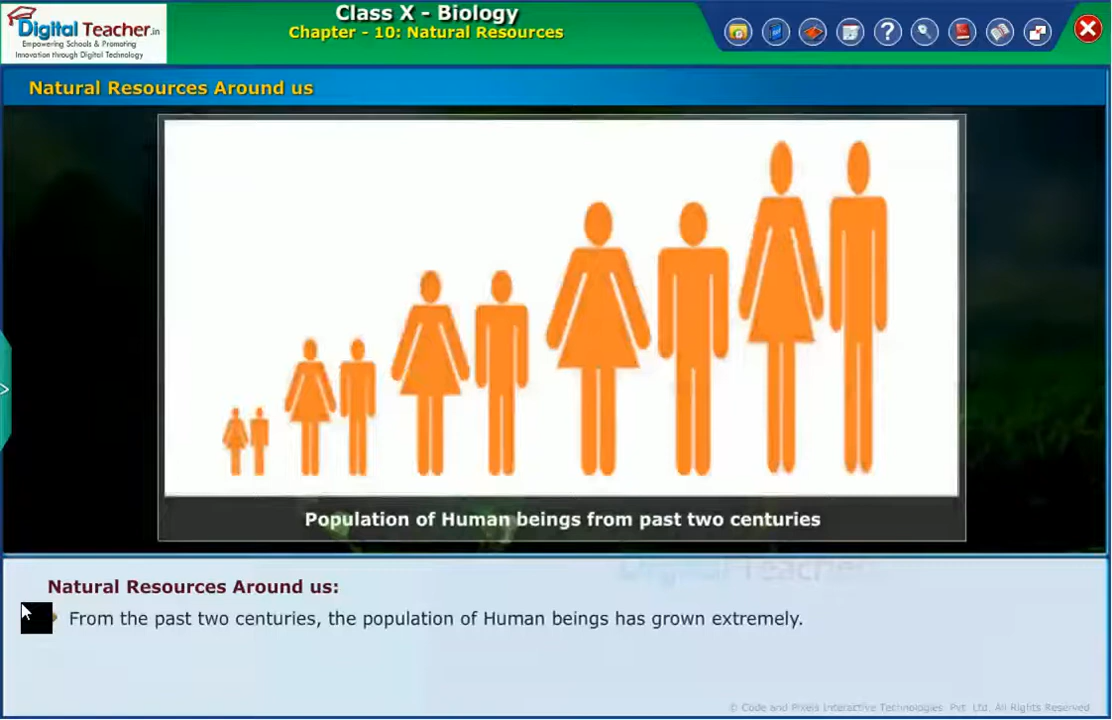 Digital Teacher.in
Empowering Schools & Promoting
Innovation through Digital Technology
Class X - Biology
Chapter - 10: Natural Resources
?
Natural Resources Around us
Population of Human beings from past two centuries
Digital Teacher
Natural Resources Around us:
From the past two centuries, the population of Human beings has grown extremely.
© Code and Pixels Interactive Technologies. Pvt. Ltd. All Rights Reserved.